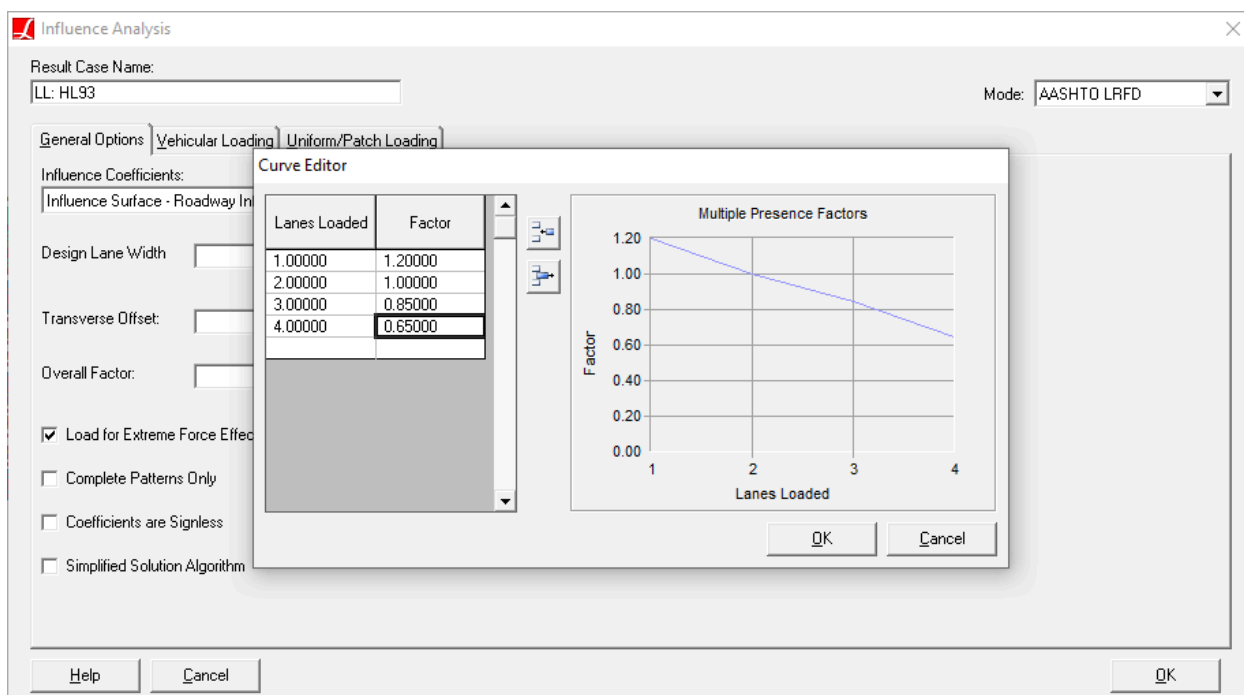 Influence Analysis
Result Case Name:
LL: HL93
Mode: AASHTO LRFD
General Options Vehicular Loading Uniform/Patch Loading
Influence Coefficients:
Influence Surface - Roadway In
Design Lane Width
Transverse Offset:
Overall Factor:
Load for Extreme Force Effec
Complete Patterns Only
Coefficients are Signless
Simplified Solution Algorithm
Curve Editor
Lanes Loaded Factor
1.00000 1.20000
2.00000 1.00000
3.00000 0.85000
4.00000 0.65000
Multiple Presence Factors
1.20
1.00
0.80
0.60
0.40
0.20
0.00
Factor
1 2 3 4
Lanes Loaded
OK Cancel
Help Cancel OK